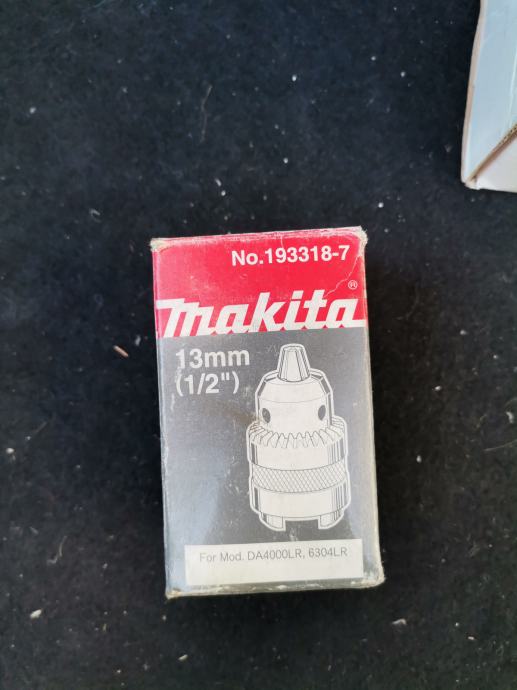 No.193318-7
makita®
13mm
(1/2")
For Mod. DA4000LR, 6304LR